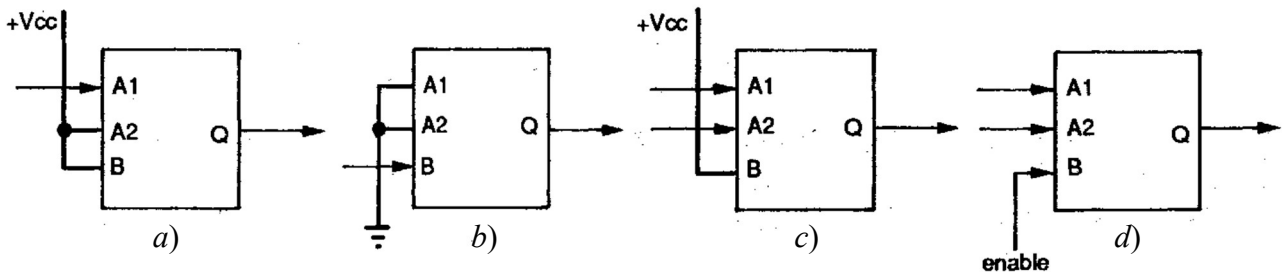 +Vcc
A1
A2
B
Q
a)
A1
A2
B
Q
b)
+Vcc
A1
A2
B
Q
c)
A1
A2
B
Q
enable
d)